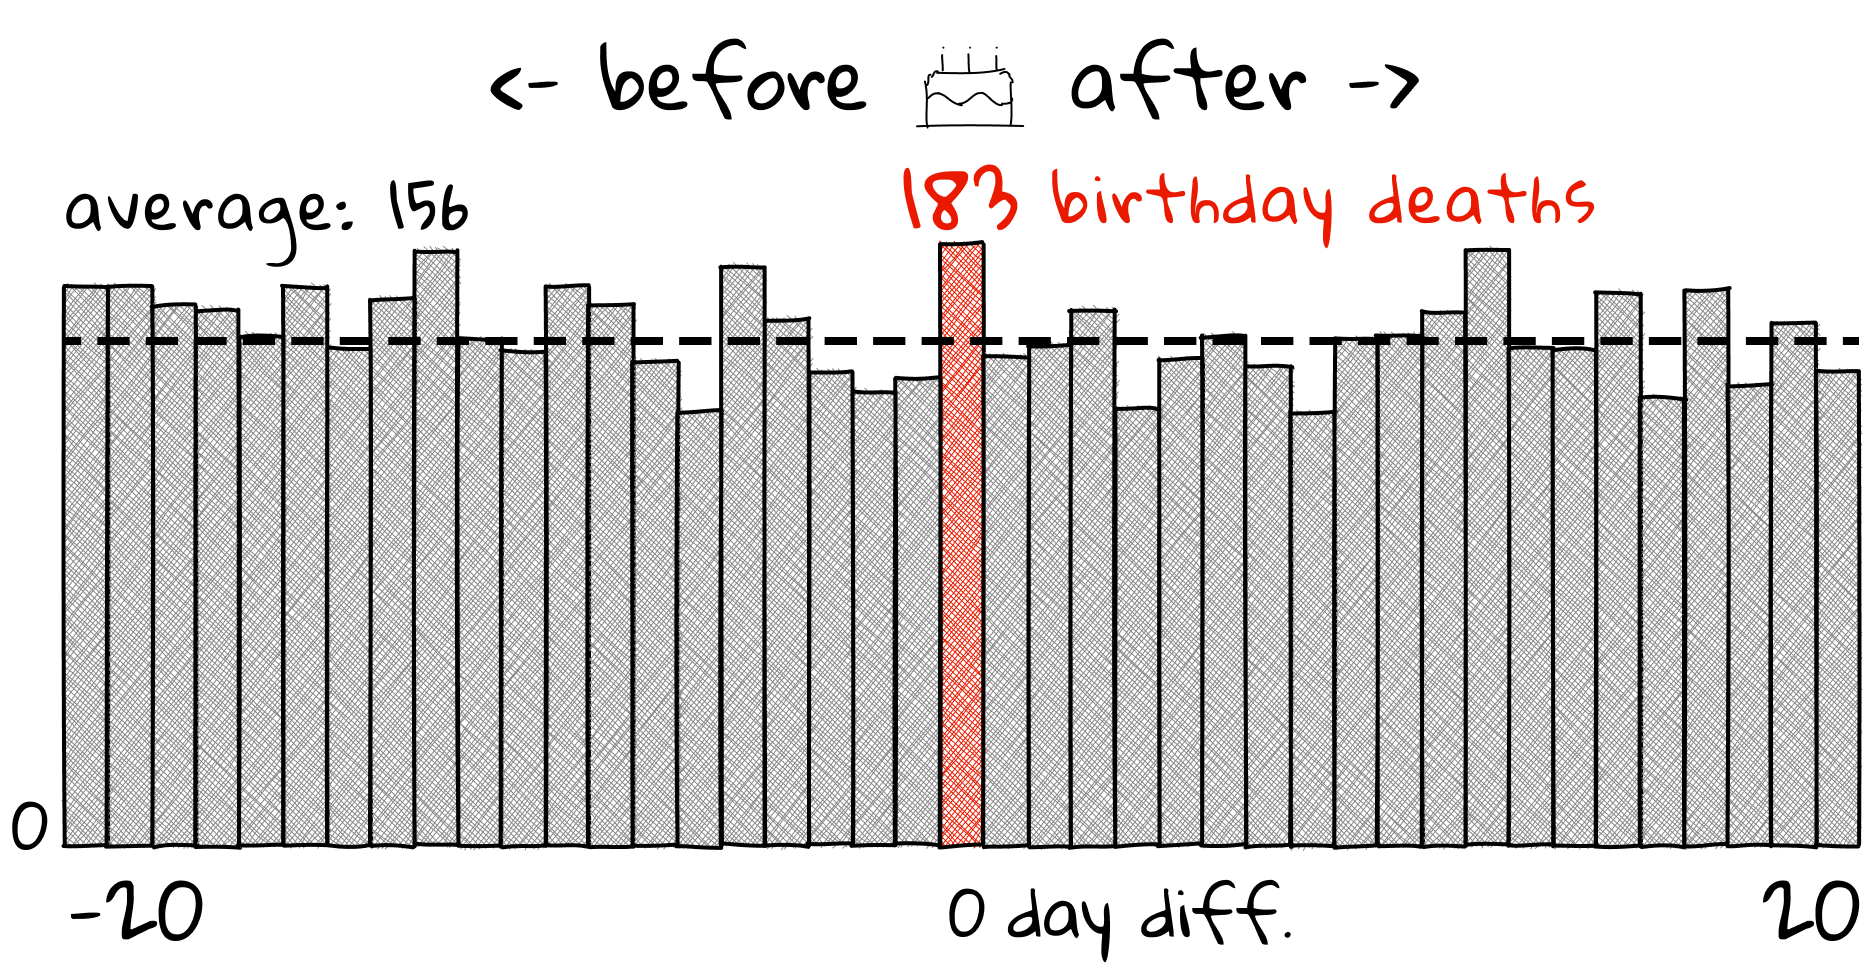 <- before after ->
average: 156
183 birthday deaths
0
-20
0 day diff.
20